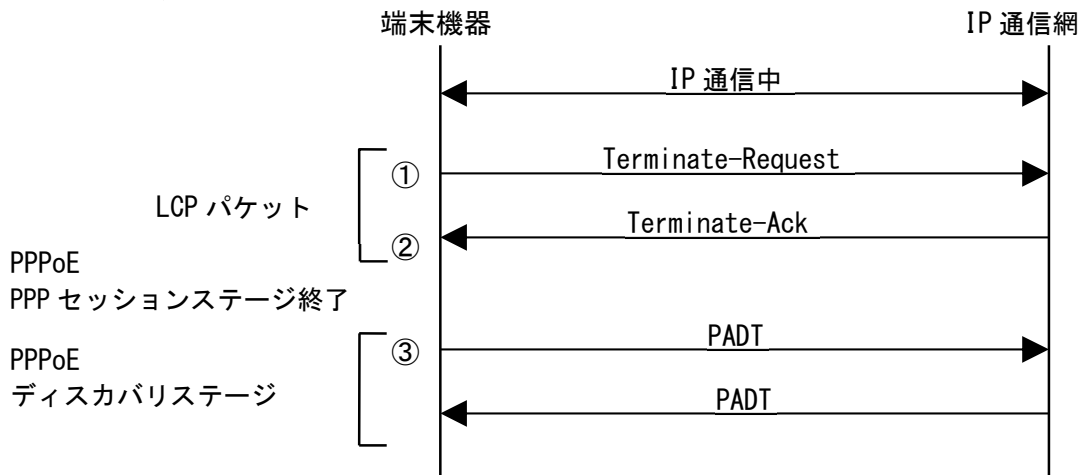 端末機器
IP 通信網
IP 通信中
① Terminate-Request
LCP パケット
② Terminate-Ack
PPPoE
PPP セッションステージ終了
③ PADT
PPPoE
ディスカバリステージ
PADT